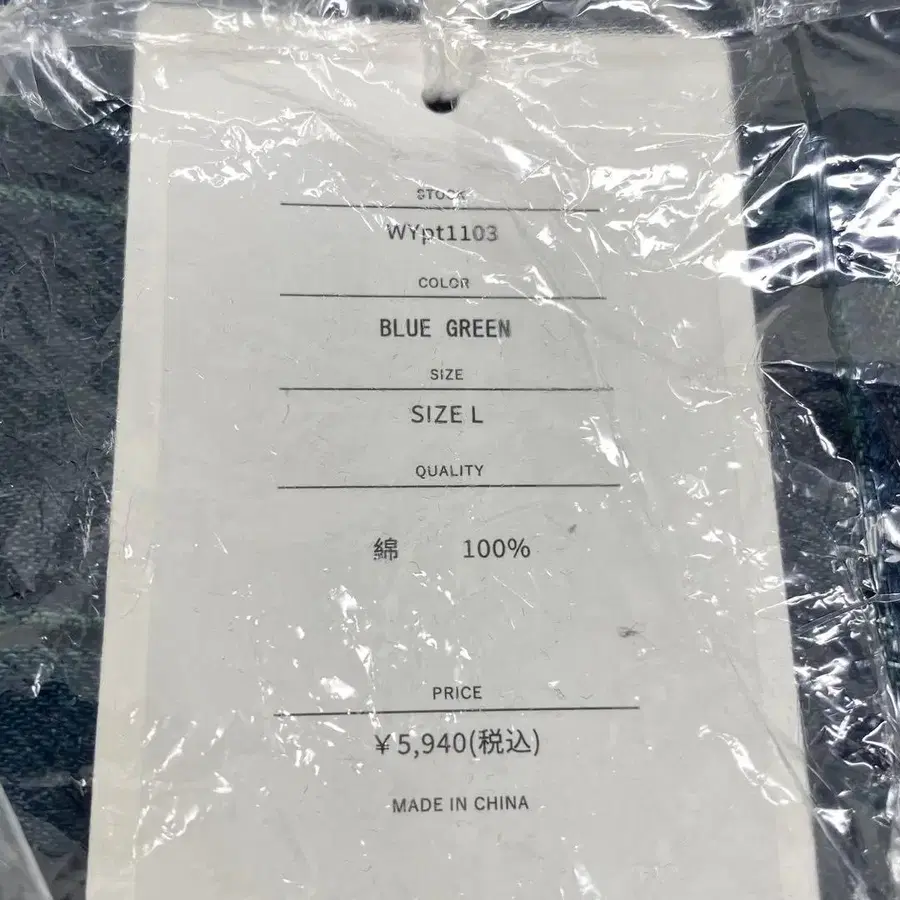 STOCK
WYpt1103
COLOR
BLUE GREEN
SIZE
SIZE L
QUALITY
綿 100%
PRICE
￥5,940(税込)
MADE IN CHINA